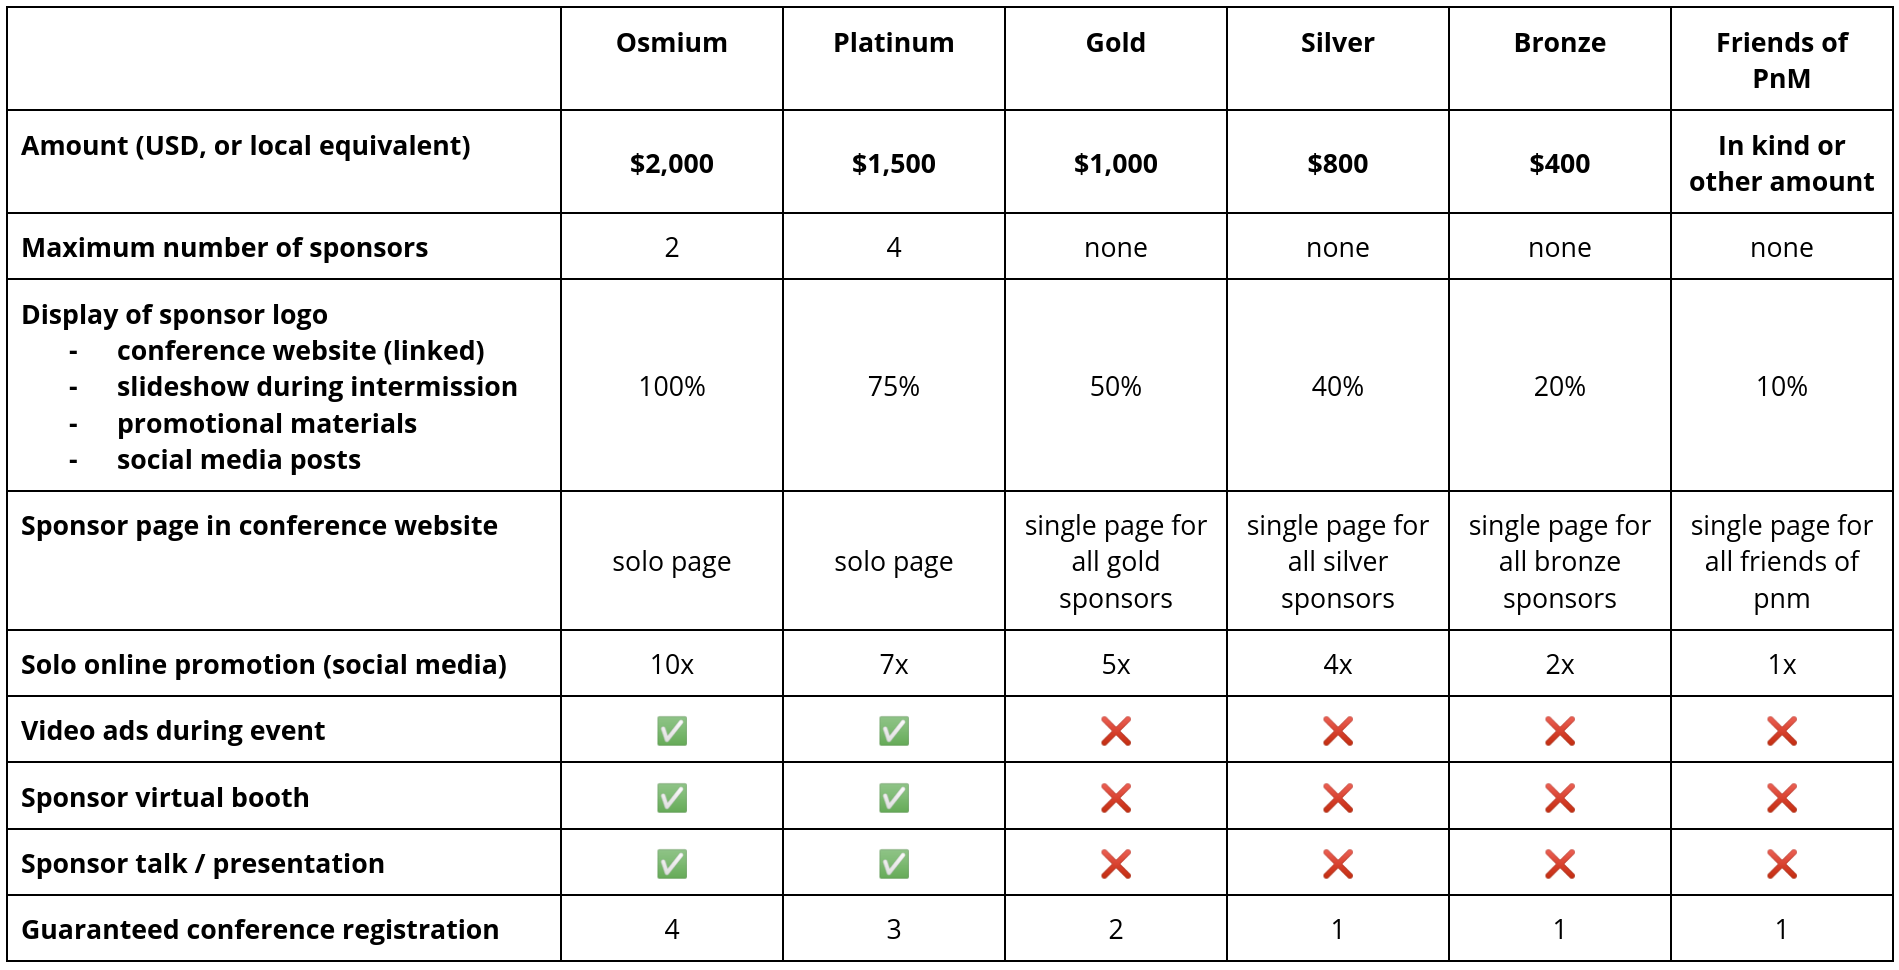 Osmium Platinum Gold Silver Bronze Friends of
PnM
Amount (USD, or local equivalent) $2,000 $1,500 $1,000 $800 $400 In kind or
other amount
Maximum number of sponsors 2 4 none none none none
Display of sponsor logo
- conference website (linked)
- slideshow during intermission 100% 75% 50% 40% 20% 10%
- promotional materials
- social media posts
Sponsor page in conference website single page for single page for single page for single page for
solo page solo page all gold all silver all bronze all friends of
sponsors sponsors sponsors pnm
Solo online promotion (social media) 10x 7x 5x 4x 2x 1x
Video ads during event ✅ ✅ ❌ ❌ ❌ ❌
Sponsor virtual booth ✅ ✅ ❌ ❌ ❌ ❌
Sponsor talk / presentation ✅ ✅ ❌ ❌ ❌ ❌
Guaranteed conference registration 4 3 2 1 1 1